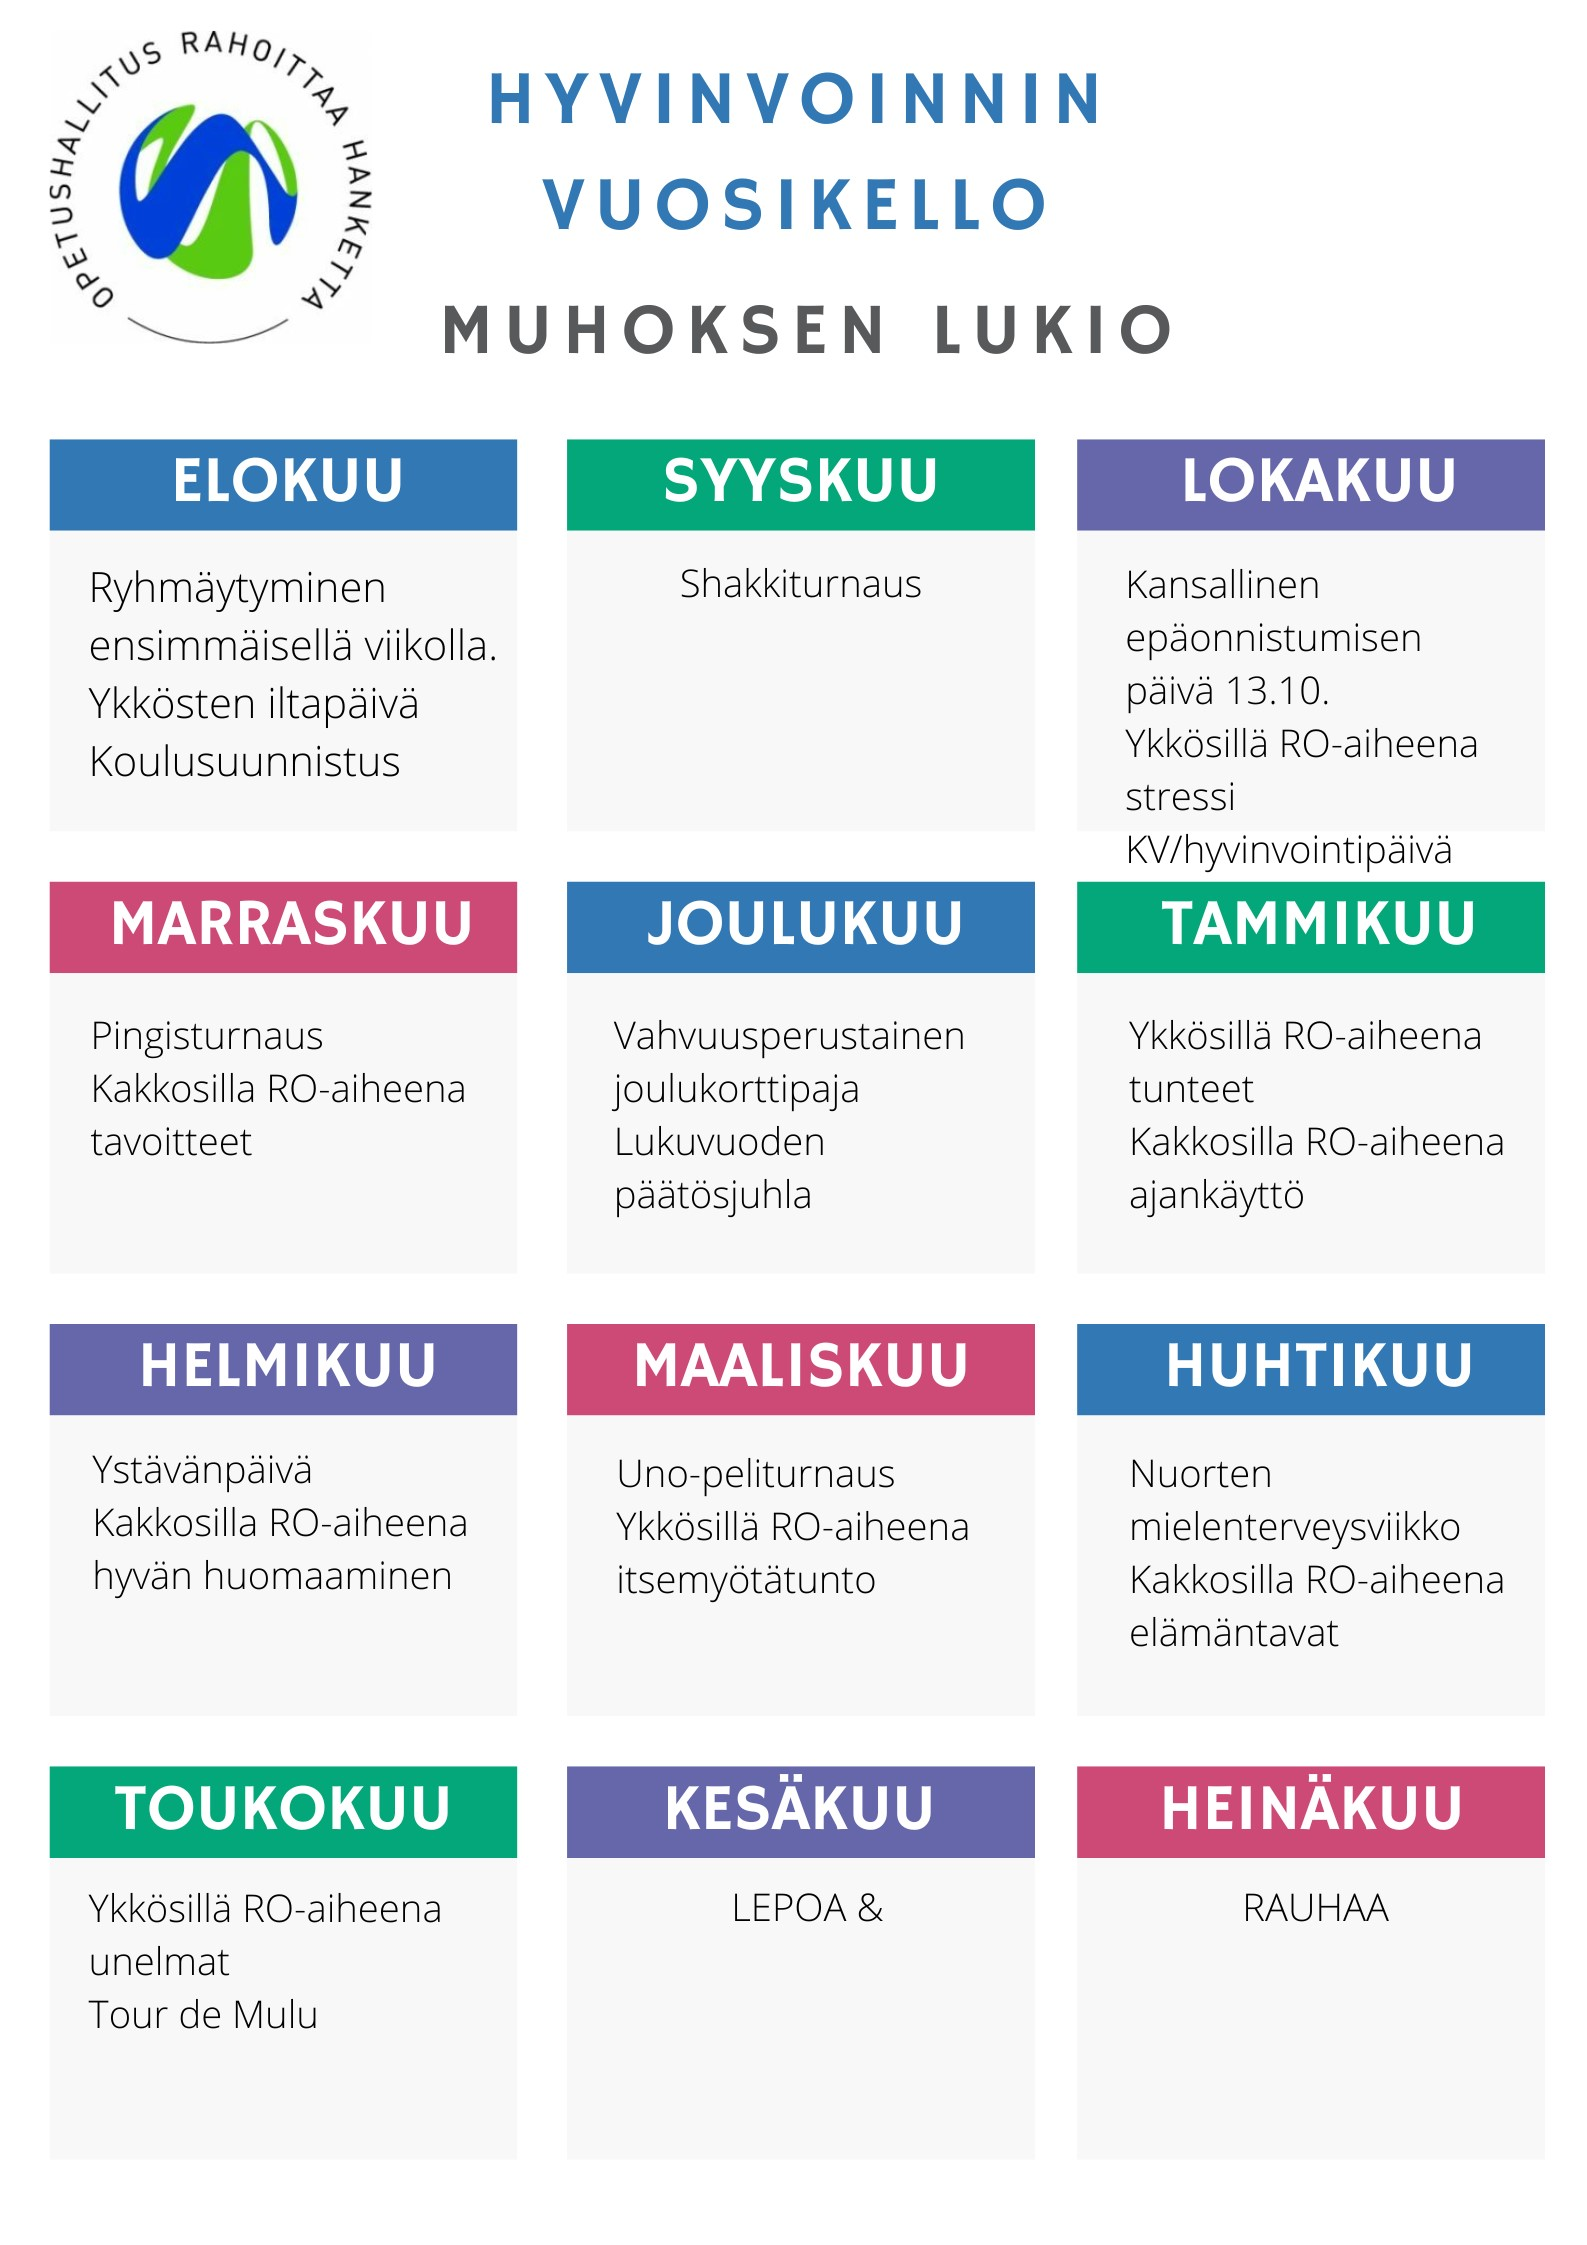 OPETUSHALLITUS RAHOITTAA HANKETTA
HYVINVOINNIN
VUOSIKELLO
MUHOKSEN LUKIO
ELOKUU
Ryhmäytyminen
ensimmäisellä viikolla.
Ykkösten iltapäivä
Koulusuunnistus
SYYSKUU
Shakkiturnaus
LOKAKUU
Kansallinen
epäonnistumisen
päivä 13.10.
Ykkösillä RO-aiheena
stressi
KV/hyvinvointipäivä
MARRASKUU
Pingisturnaus
Kakkosilla RO-aiheena
tavoitteet
JOULUKUU
Vahvuusperustainen
joulukorttipaja
Lukuvuoden
päätösjuhla
TAMMIKUU
Ykkösillä RO-aiheena
tunteet
Kakkosilla RO-aiheena
ajankäyttö
HELMIKUU
Ystävänpäivä
Kakkosilla RO-aiheena
hyvän huomaaminen
MAALISKUU
Uno-peliturnaus
Ykkösillä RO-aiheena
itsemyötätunto
HUHTIKUU
Nuorten
mielenterveysviikko
Kakkosilla RO-aiheena
elämäntavat
TOUKOKUU
Ykkösillä RO-aiheena
unelmat
Tour de Mulu
KESÄKUU
LEPOA &
HEINÄKUU
RAUHAA